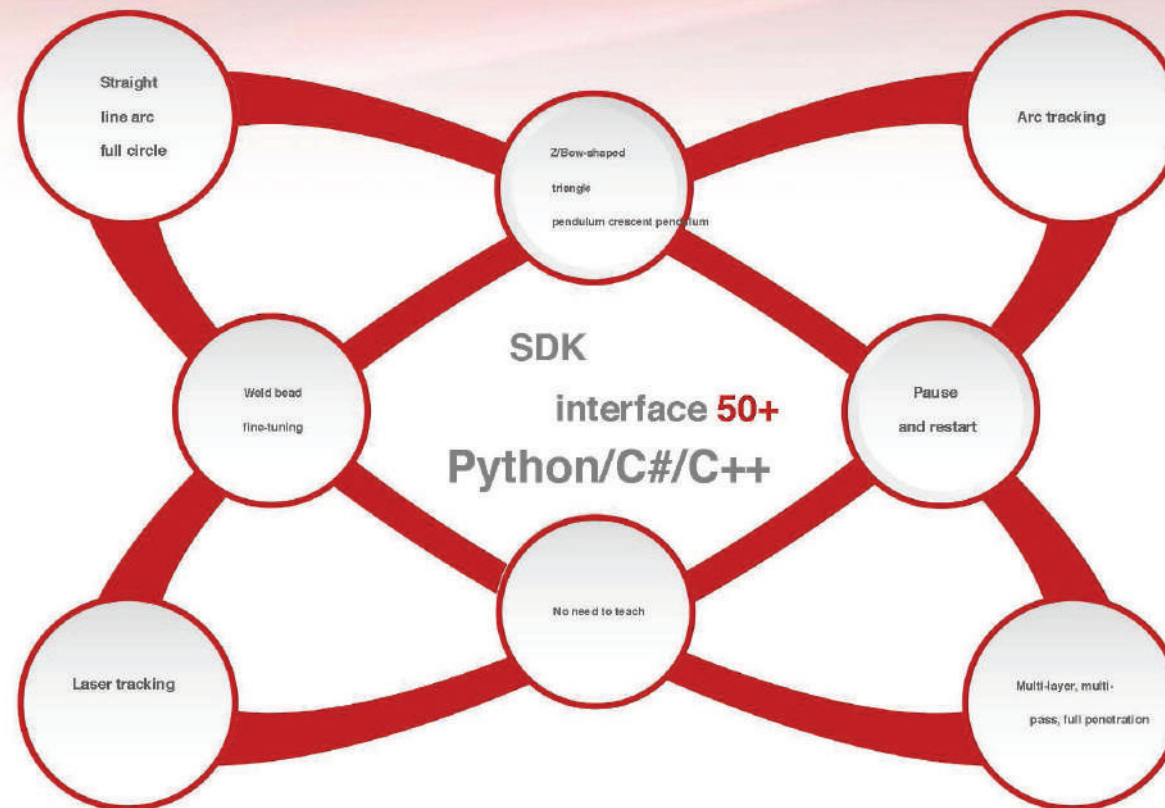 Straight
line arc
full circle
Z/Bow-shaped
triangle
pendulum crescent pendulum
Arc tracking
SDK
interface 50+
Python/C#/C++
Weld bead
fine-tuning
Pause
and restart
No need to teach
Laser tracking
Multi-layer, multi-
pass, full penetration